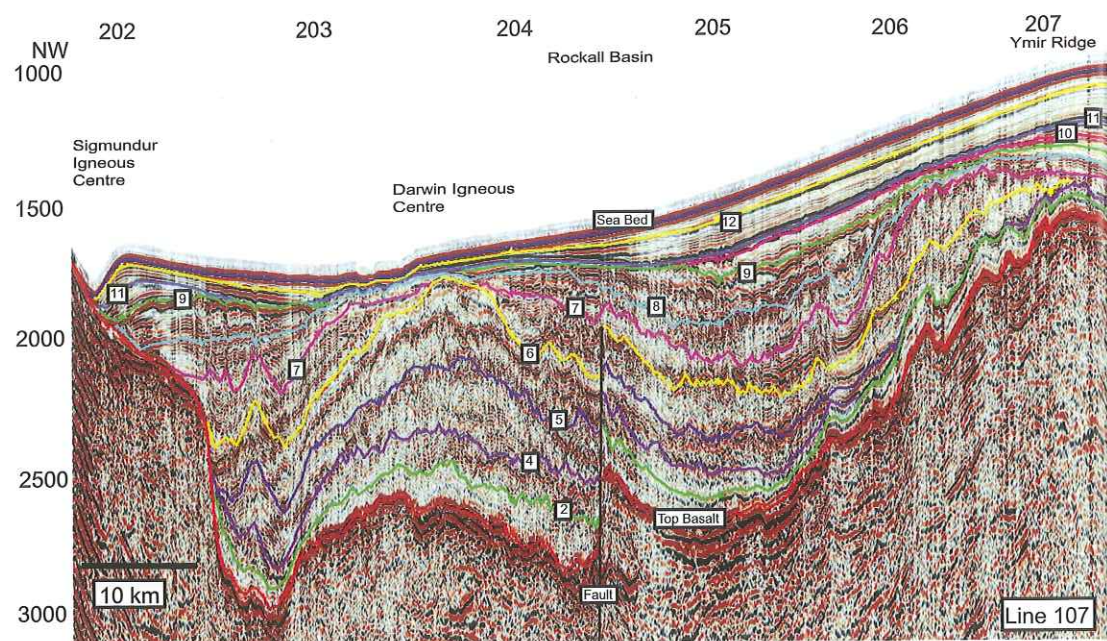 202 203 204 205 206 207
NW
Rockall Basin
Ymir Ridge
1000
11
10
Sigmundur
Igneous
Centre
Darwin Igneous
Centre
1500
Sea Bed
12
9
11
9
7
8
2000
7
6
5
4
2500
2
Top Basalt
10 km
Fault
Line 107
3000